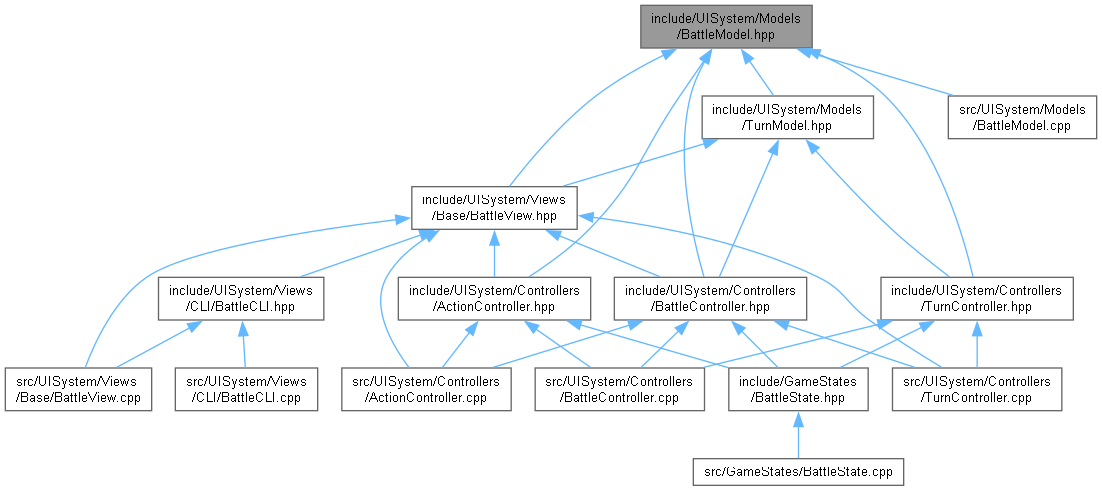 include/UISystem/Models
/BattleModel.hpp
include/UISystem/Models
/TurnModel.hpp
src/UISystem/Models
/BattleModel.cpp
include/UISystem/Views
/Base/BattleView.hpp
include/UISystem/Views
/CLI/BattleCLI.hpp
include/UISystem/Controllers
/ActionController.hpp
include/UISystem/Controllers
/BattleController.hpp
include/UISystem/Controllers
/TurnController.hpp
src/UISystem/Views
/Base/BattleView.cpp
src/UISystem/Views
/CLI/BattleCLI.cpp
src/UISystem/Controllers
/ActionController.cpp
src/UISystem/Controllers
/BattleController.cpp
include/GameStates
/BattleState.hpp
src/UISystem/Controllers
/TurnController.cpp
src/GameStates/BattleState.cpp